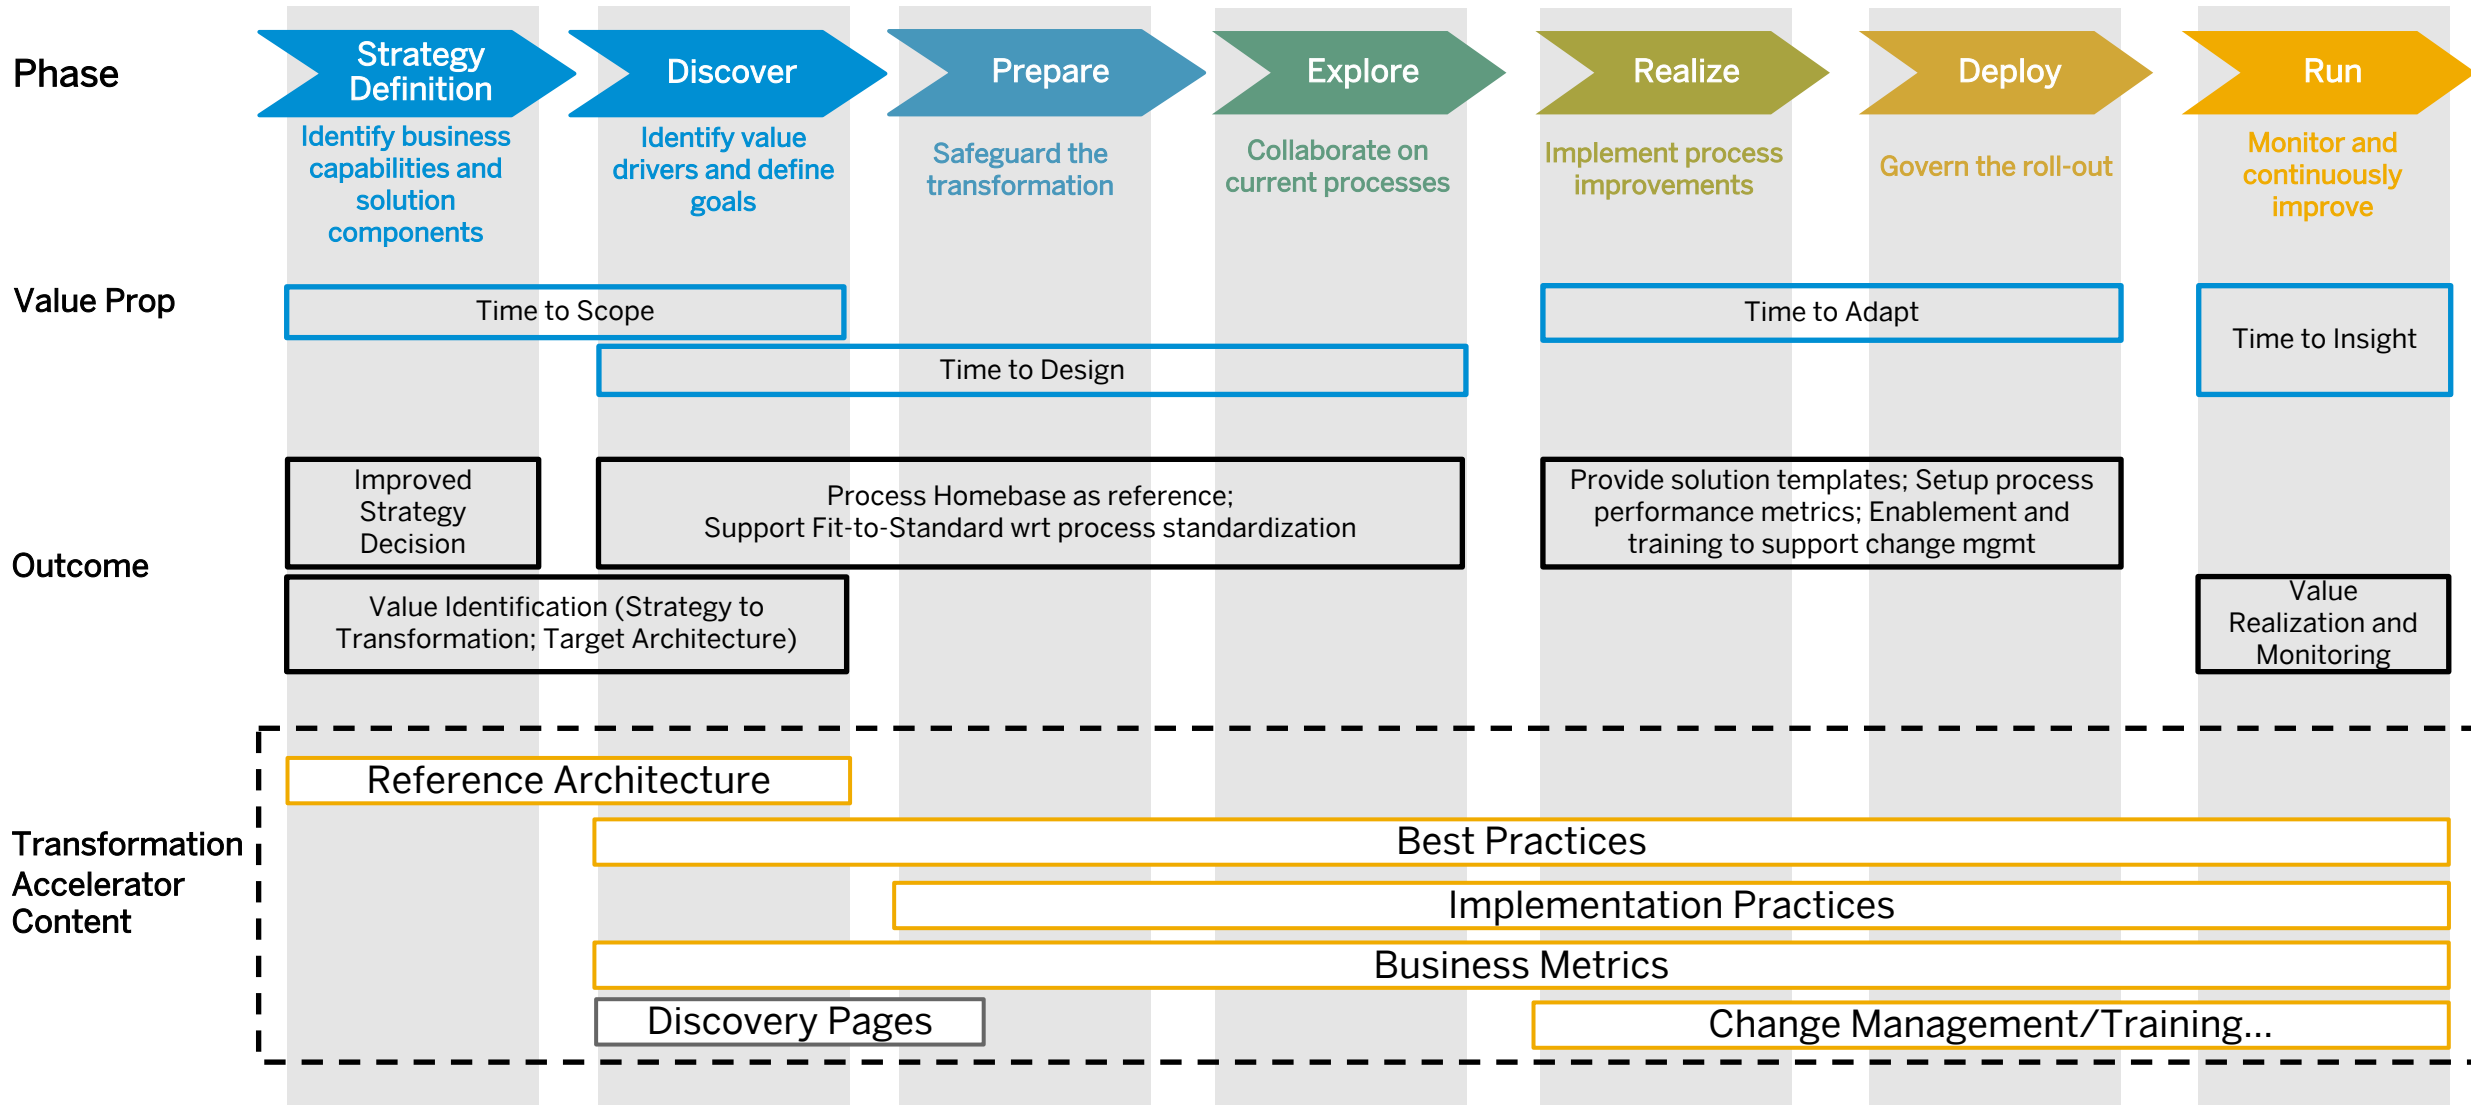 Phase
Strategy
Definition
Discover
Prepare
Explore
Realize
Deploy
Run
Identify business
capabilities and
solution
components
Identify value
drivers and define
goals
Safeguard the
transformation
Collaborate on
current processes
Implement process
improvements
Govern the roll-out
Monitor and
continuously
improve
Value Prop
Time to Scope
Time to Design
Time to Adapt
Time to Insight
Outcome
Improved
Strategy
Decision
Process Homebase as reference;
Support Fit-to-Standard wrt process standardization
Provide solution templates; Setup process
performance metrics; Enablement and
training to support change mgmt
Value Identification (Strategy to
Transformation; Target Architecture)
Value
Realization and
Monitoring
Transformation
Accelerator
Content
Reference Architecture
Best Practices
Implementation Practices
Business Metrics
Discovery Pages
Change Management/Training...